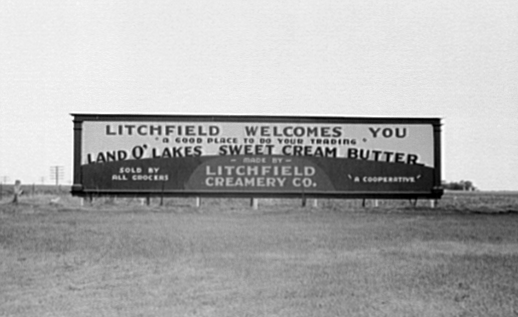 LITCHFIELD WELCOMES YOU
"A GOOD PLACE TO DO YOUR TRADING"
LAND O' LAKES SWEET CREAM BUTTER
- MADE BY -
LITCHFIELD
CREAMERY CO.
SOLD BY
ALL GROCERS
"A COOPERATIVE"